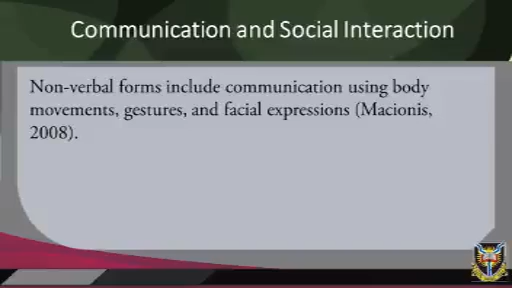 Communication and Social Interaction
Non-verbal forms include communication using body
movements, gestures, and facial expressions (Macionis,
2008).